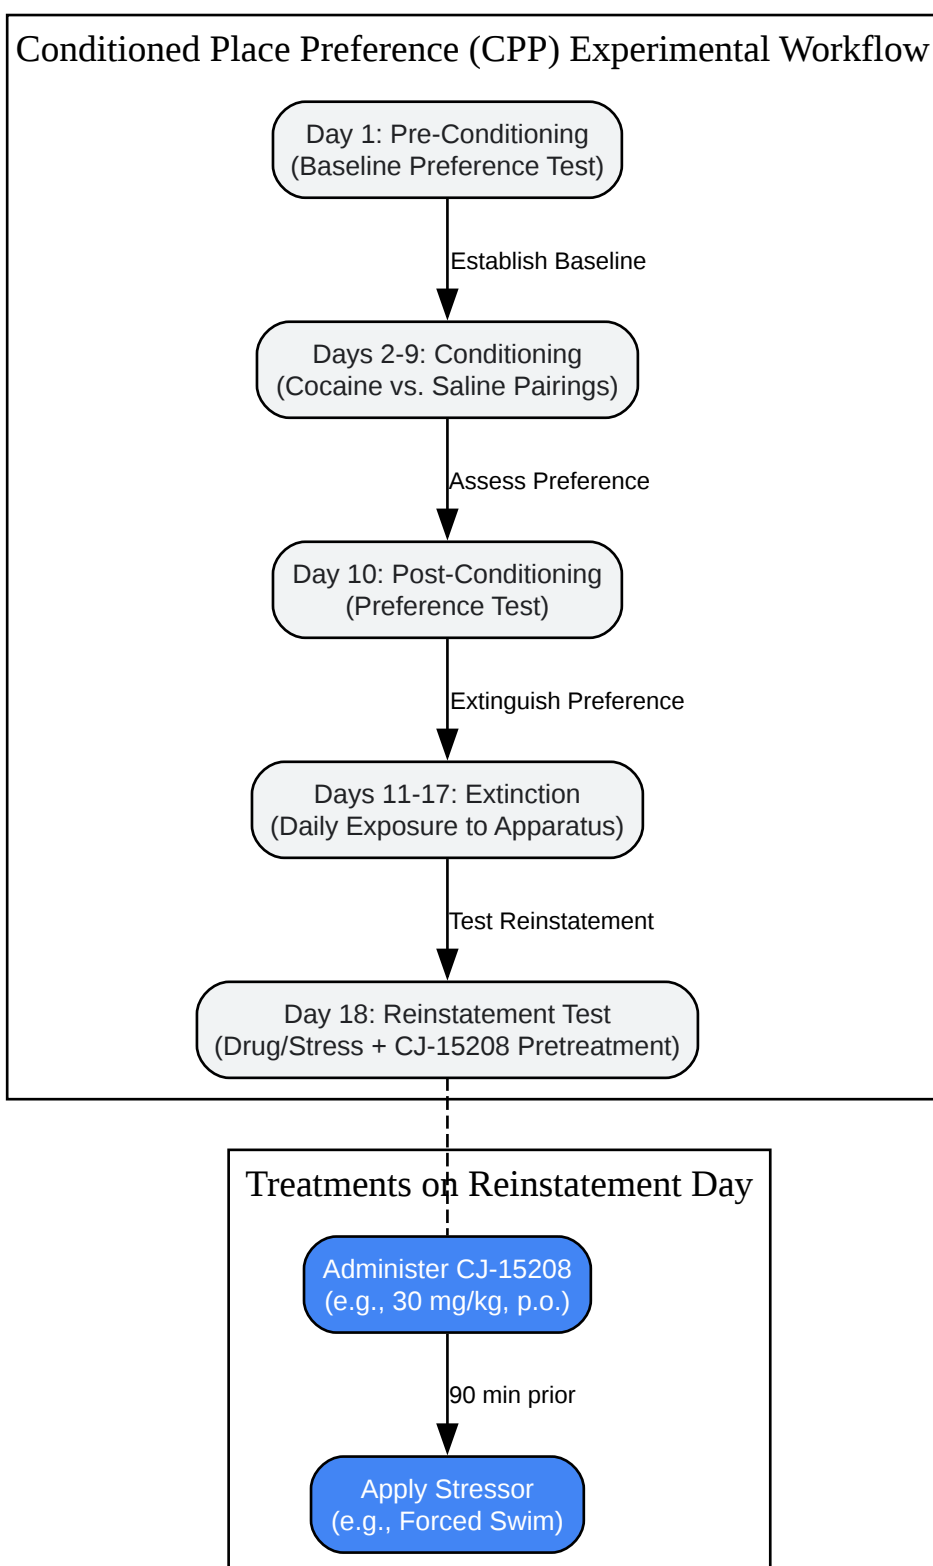 Conditioned Place Preference (CPP) Experimental Workflow
Day 1: Pre-Conditioning
(Baseline Preference Test)
Establish Baseline
Days 2-9: Conditioning
(Cocaine vs. Saline Pairings)
Assess Preference
Day 10: Post-Conditioning
(Preference Test)
Extinguish Preference
Days 11-17: Extinction
(Daily Exposure to Apparatus)
Test Reinstatement
Day 18: Reinstatement Test
(Drug/Stress + CJ-15208 Pretreatment)
Treatments on Reinstatement Day
Administer CJ-15208
(e.g., 30 mg/kg, p.o.)
90 min prior
Apply Stressor
(e.g., Forced Swim)